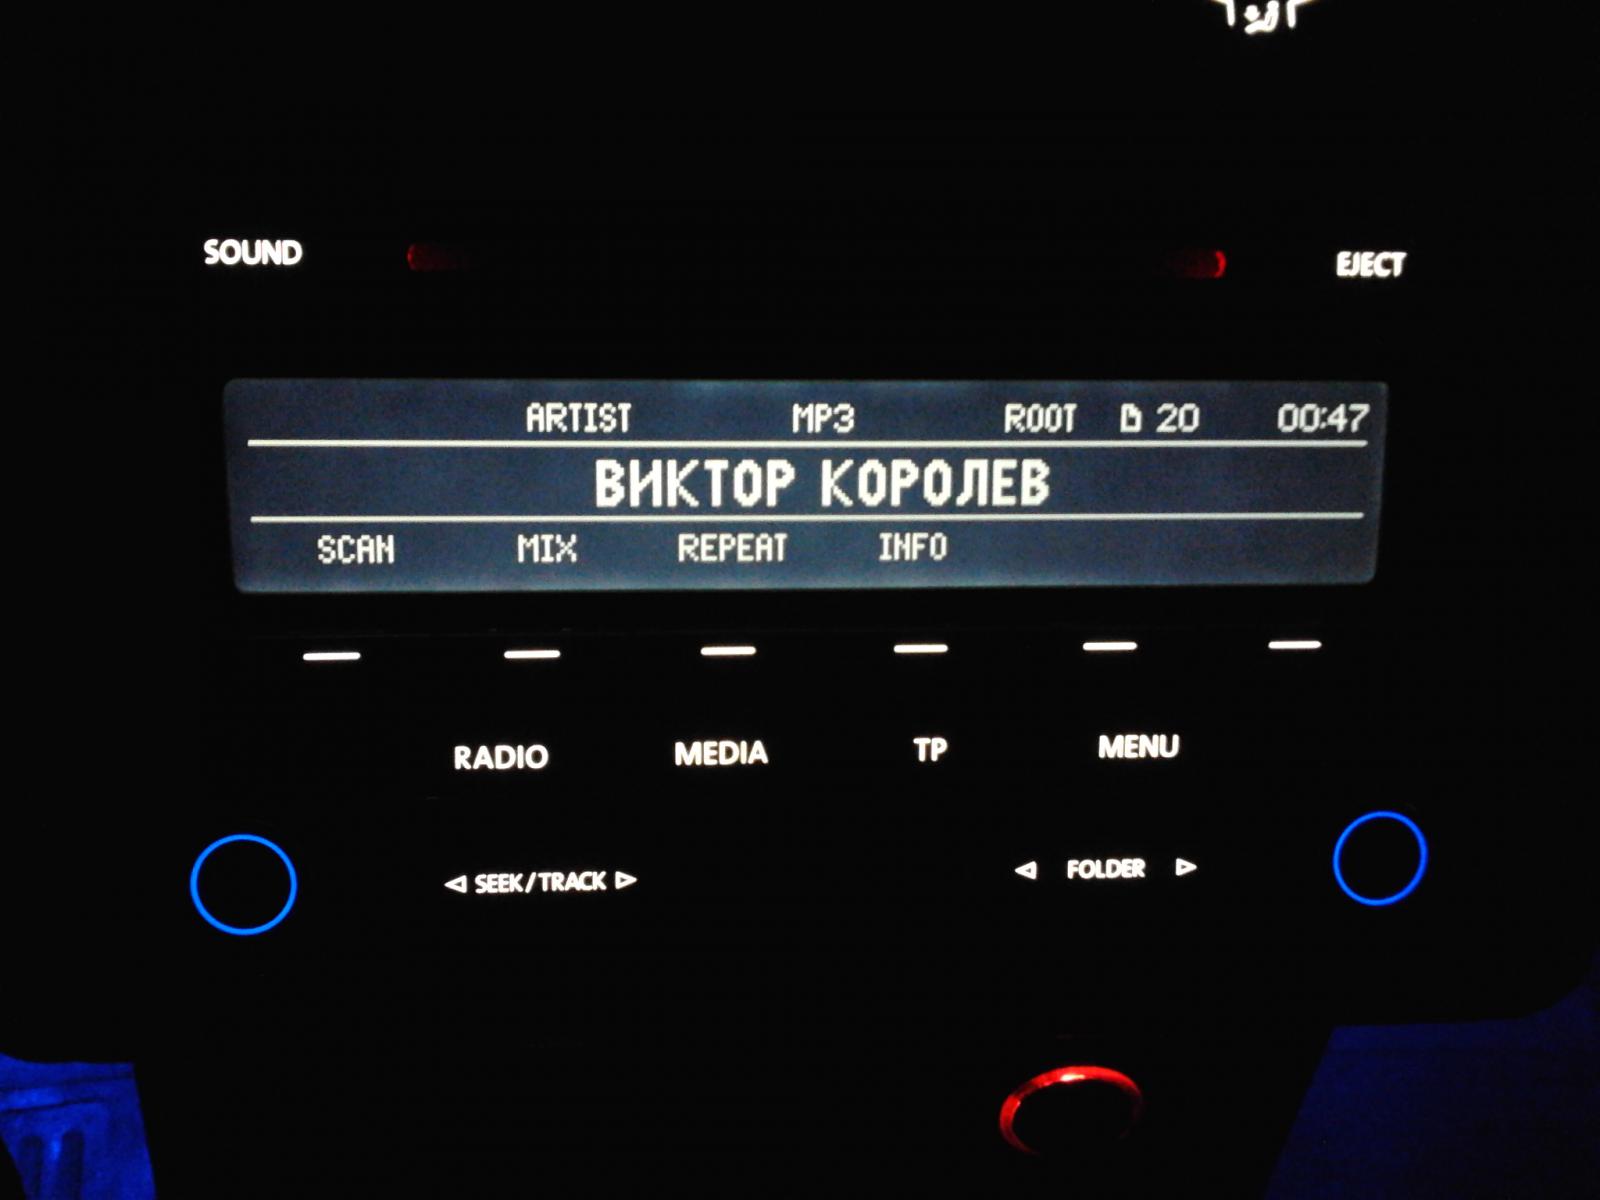 SOUND EJECT
ARTIST MP3 ROOT 20 00:47
ВИКТОР КОРОЛЕВ
SCAN MIX REPEAT INFO
RADIO MEDIA TP MENU
SEEK/TRACK FOLDER